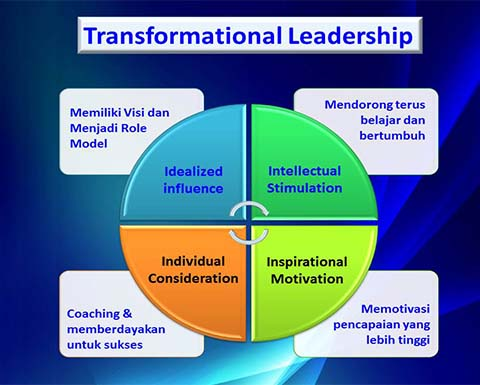 Transformational Leadership
Memiliki Visi dan
Menjadi Role
Model
Mendorong terus
belajar dan
bertumbuh
Idealized
influence
Intellectual
Stimulation
Individual
Consideration
Inspirational
Motivation
Coaching &
memberdayakan
untuk sukses
Memotivasi
pencapaian yang
lebih tinggi